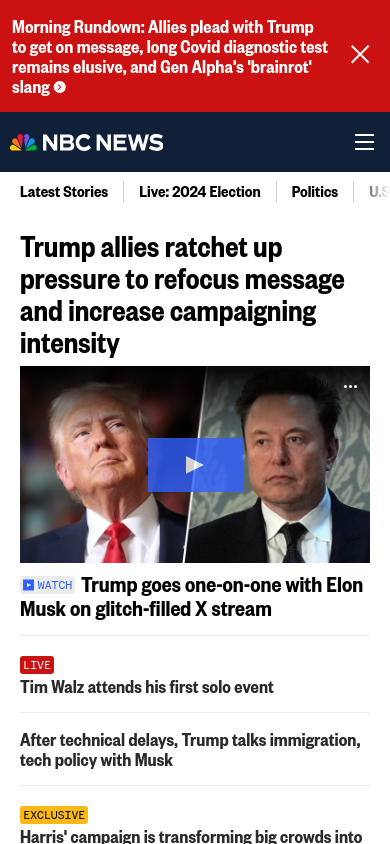 Morning Rundown: Allies plead with Trump
to get on message, long Covid diagnostic test
remains elusive, and Gen Alpha's 'brainrot'
slang
NBC NEWS
Latest Stories Live: 2024 Election Politics U.S
Trump allies ratchet up
pressure to refocus message
and increase campaigning
intensity
WATCH Trump goes one-on-one with Elon
Musk on glitch-filled X stream
LIVE
Tim Walz attends his first solo event
After technical delays, Trump talks immigration,
tech policy with Musk
EXCLUSIVE
Harris' campaign is transforming big crowds into